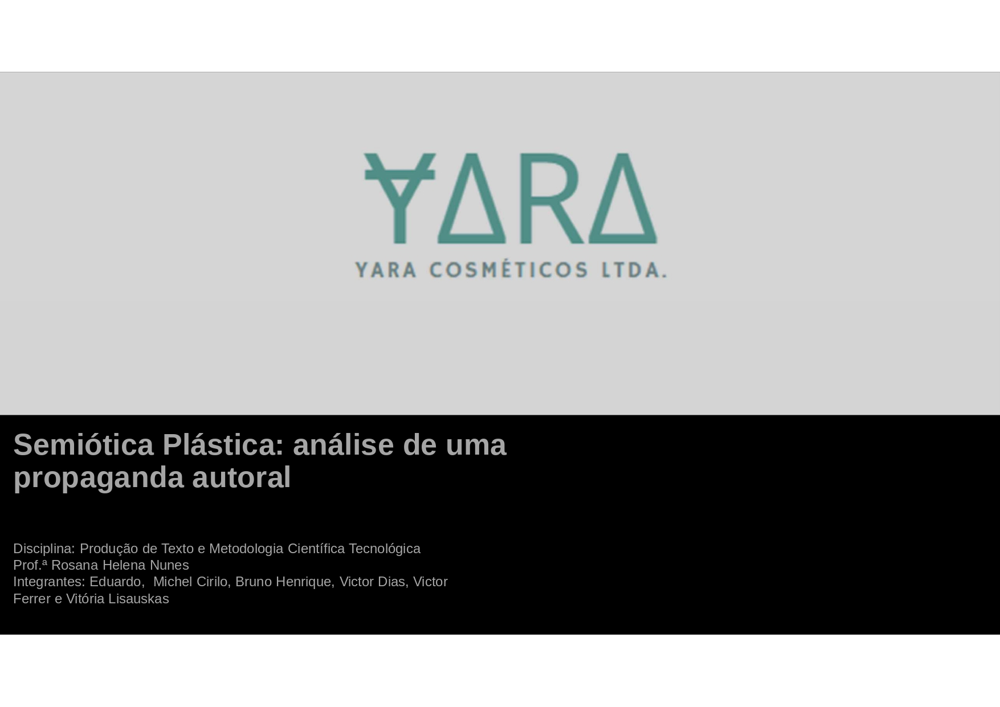 YARA
YARA COSMÉTICOS LTDA.
Semiótica Plástica: análise de uma
propaganda autoral
Disciplina: Produção de Texto e Metodologia Científica Tecnológica
Prof.ª Rosana Helena Nunes
Integrantes: Eduardo,  Michel Cirilo, Bruno Henrique, Victor Dias, Victor
Ferrer e Vitória Lisauskas